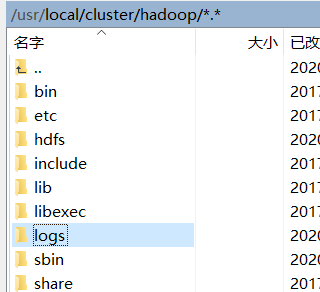 /usr/local/cluster/hadoop/*.*
名字 大小 已改
.. 2020
bin 2017
etc 2017
hdfs 2020
include 2017
lib 2017
libexec 2017
logs 2020
sbin 2017
share 2017